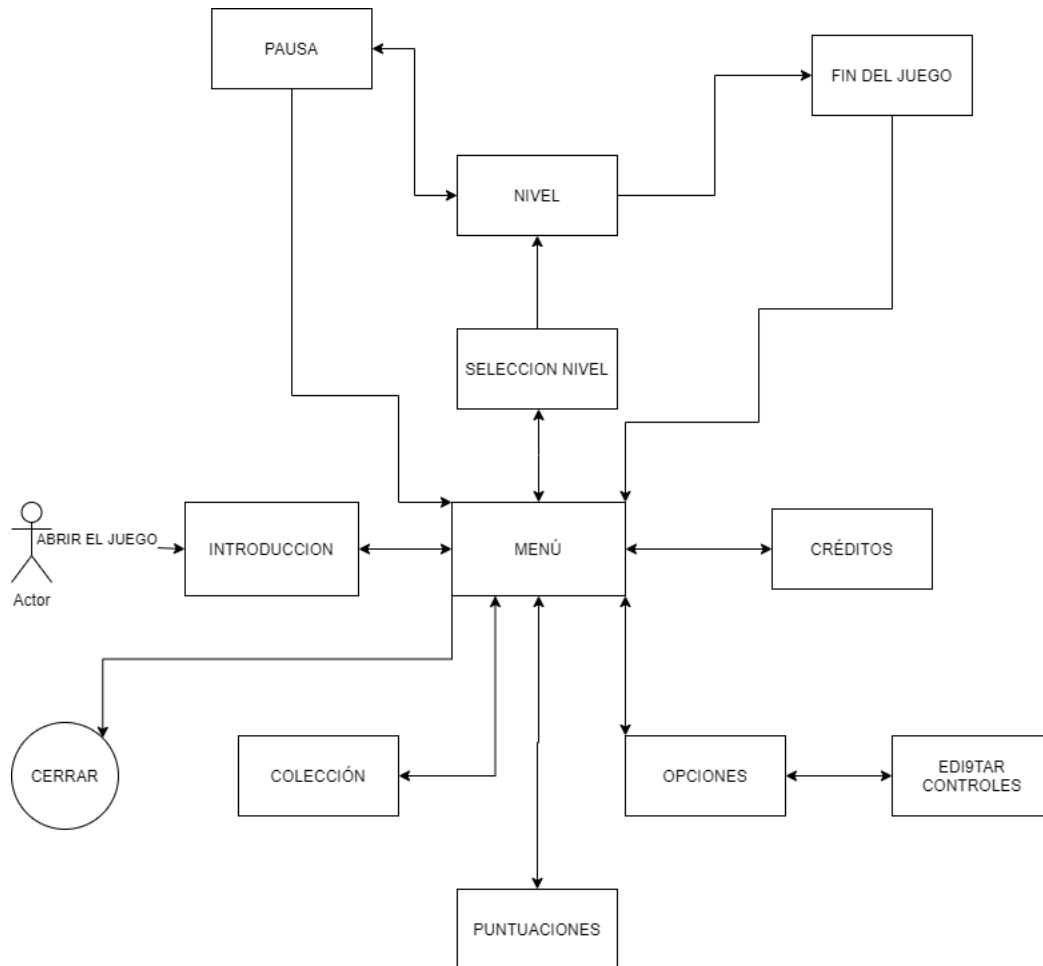 PAUSA
FIN DEL JUEGO
NIVEL
SELECCION NIVEL
ABRIR EL JUEGO
Actor
INTRODUCCION
MENÚ
CRÉDITOS
CERRAR
COLECCIÓN
OPCIONES
EDI9TAR
CONTROLES
PUNTUACIONES